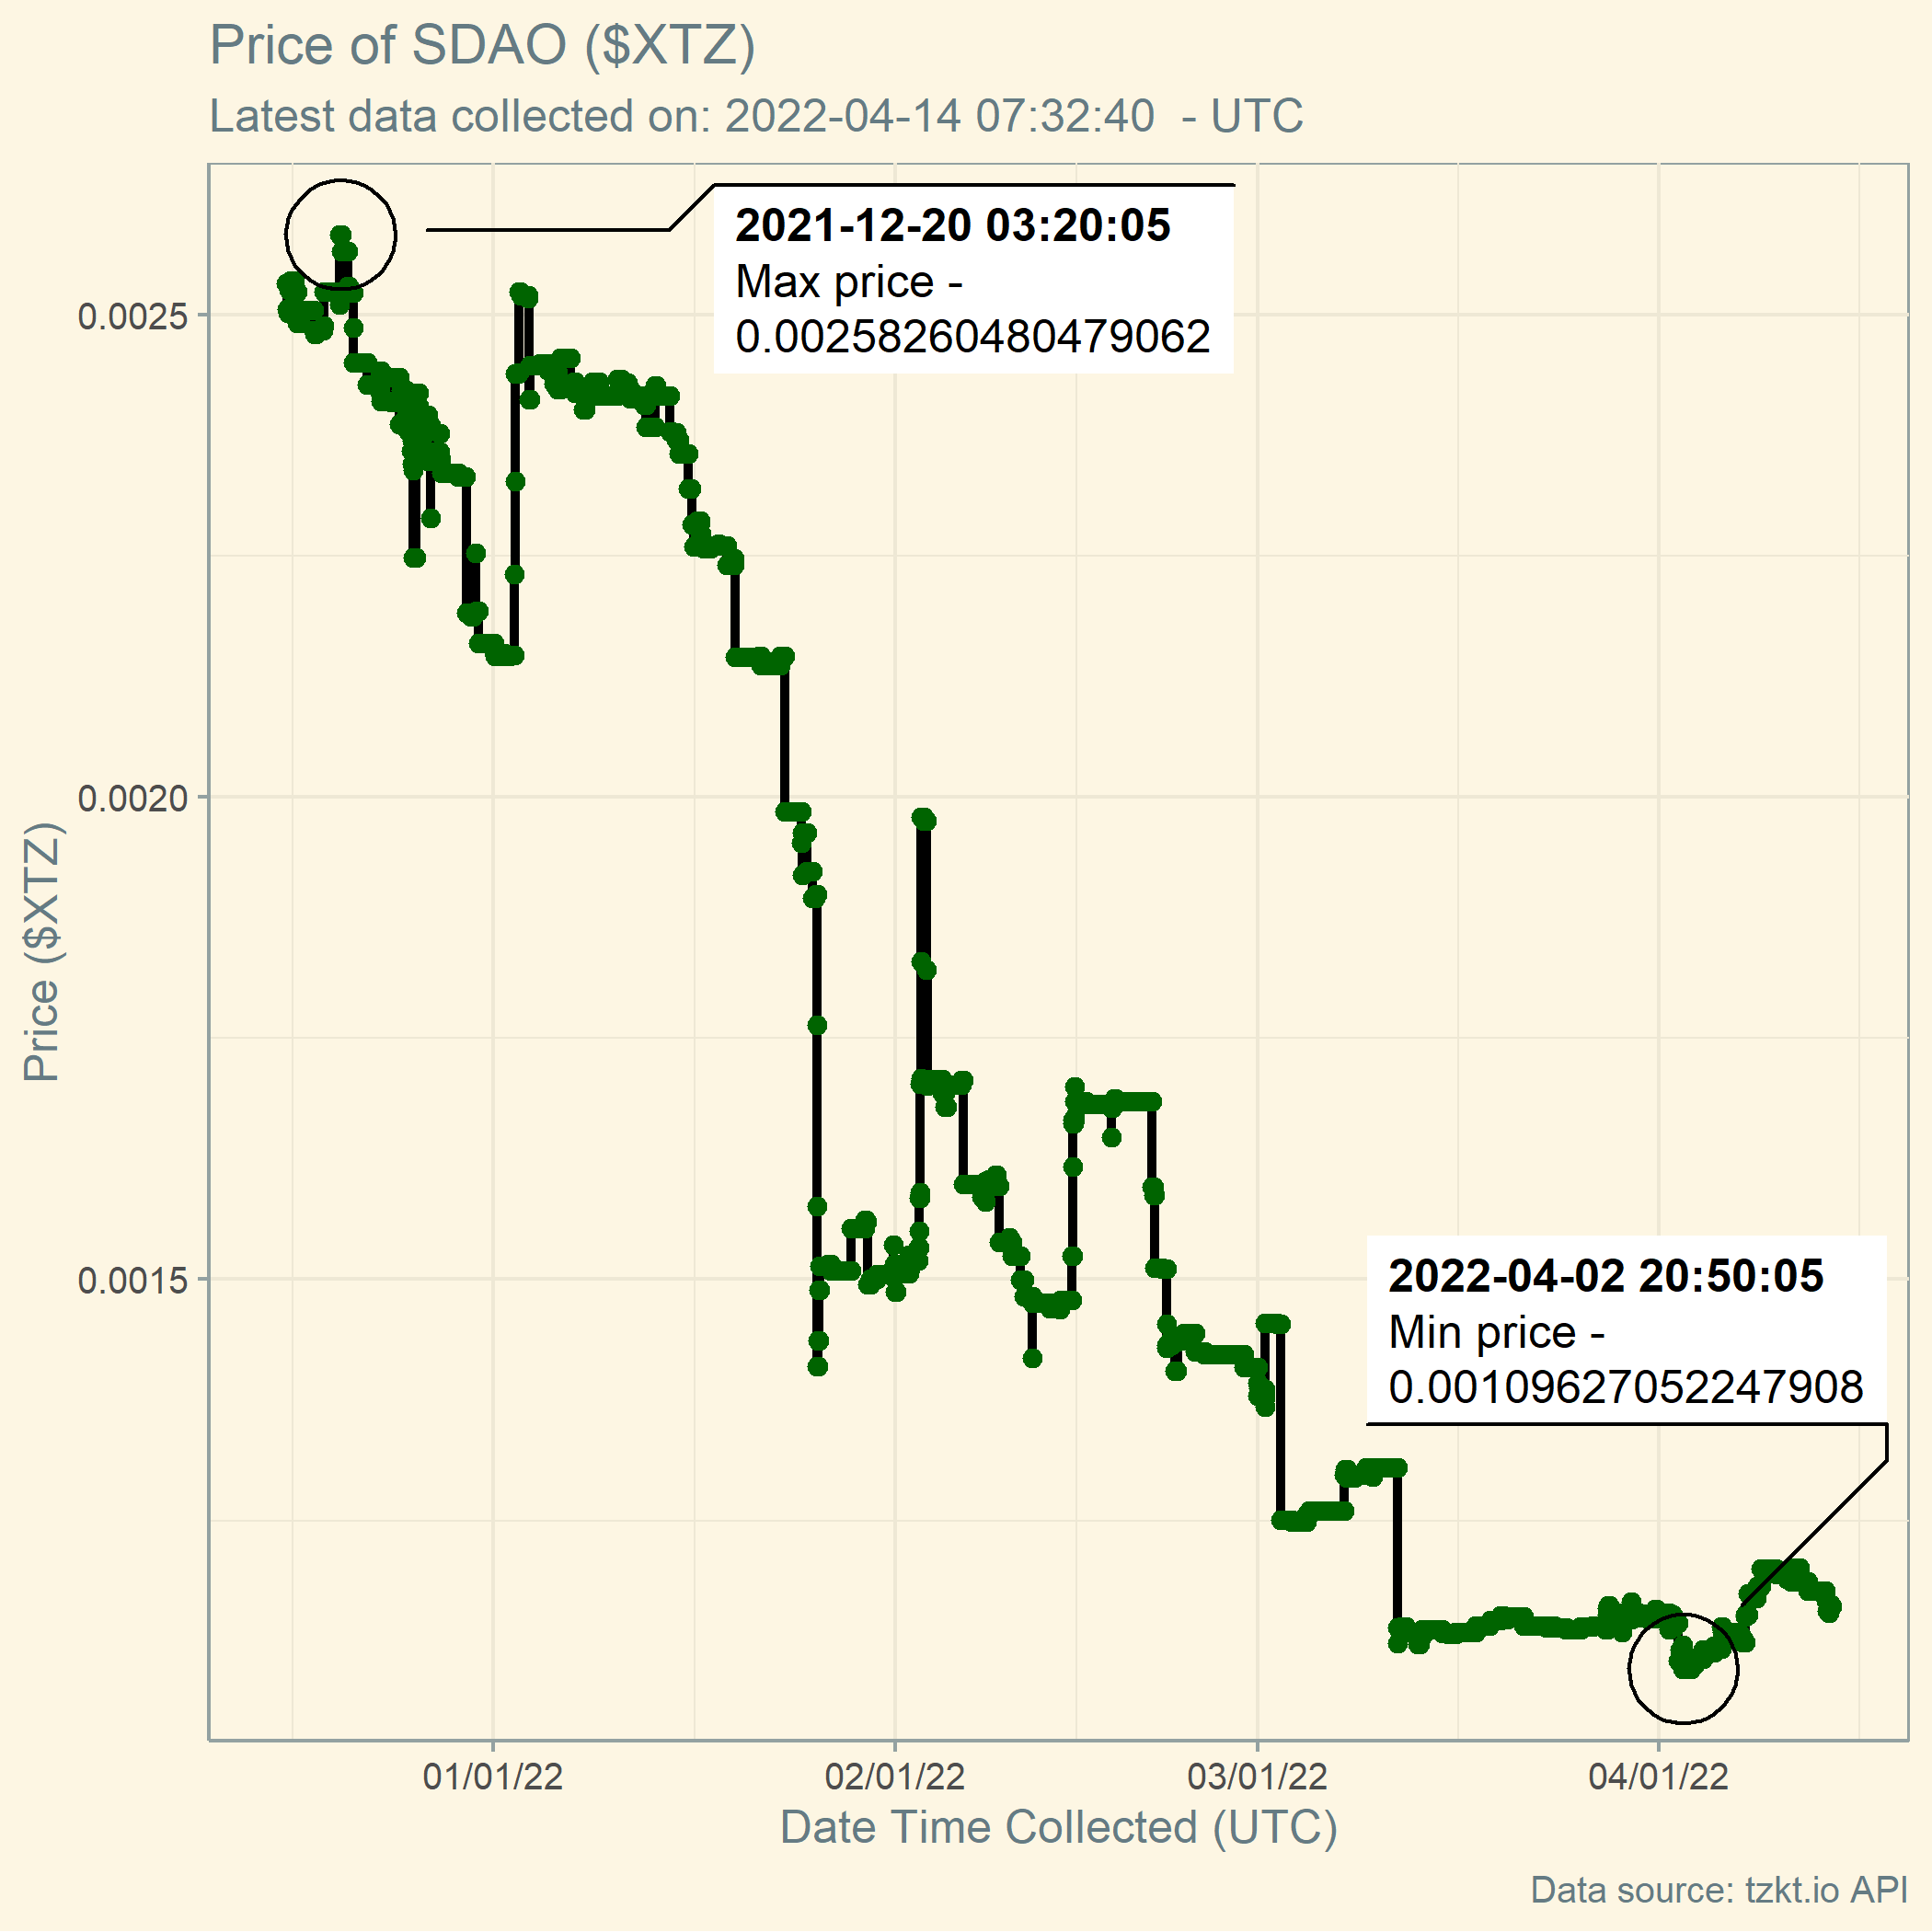 Price of SDAO ($XTZ)
Latest data collected on: 2022-04-14 07:32:40  - UTC
2021-12-20 03:20:05
Max price -
0.00258260480479062
0.0025
0.0020
0.0015
Price ($XTZ)
2022-04-02 20:50:05
Min price -
0.00109627052247908
01/01/22
02/01/22
03/01/22
04/01/22
Date Time Collected (UTC)
Data source: tzkt.io API